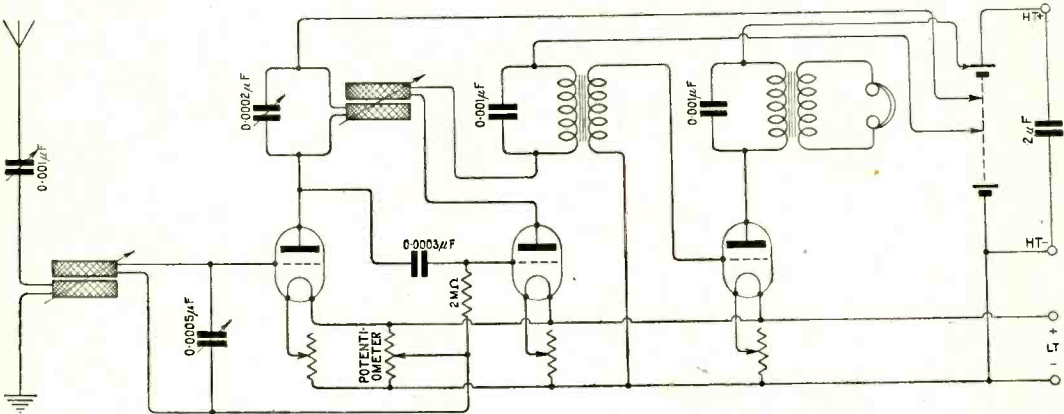 0·001μF
0·0005μF
0·0002μF
POTENTI-
OMETER
0·0003μF
2MΩ
0·001μF
0·001μF
HT+
2μF
HT−
+
LT
−